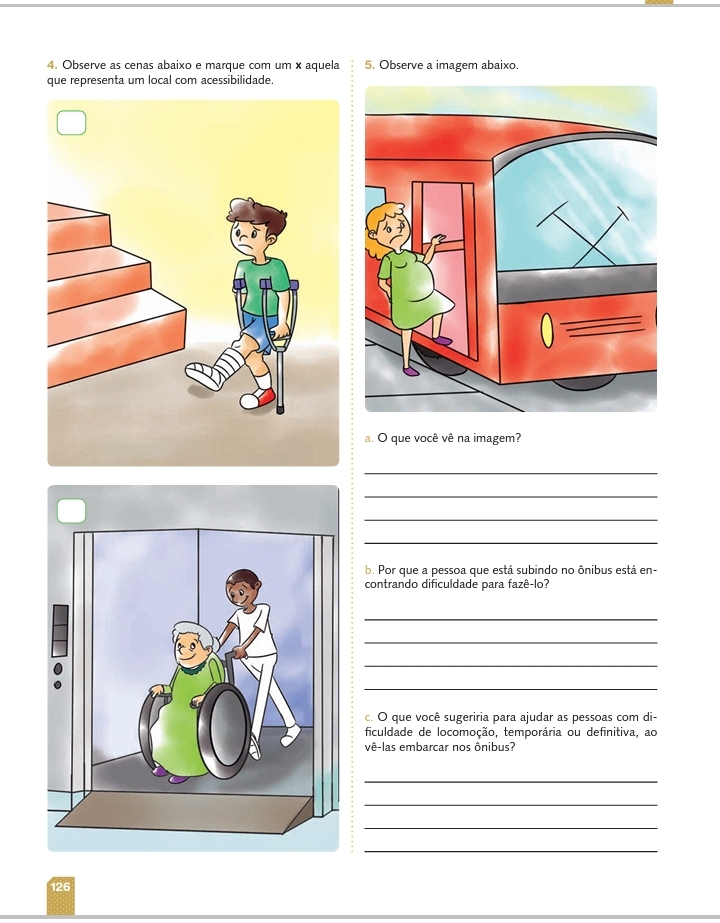 4. Observe as cenas abaixo e marque com um x aquela
que representa um local com acessibilidade.
5. Observe a imagem abaixo.
a. O que você vê na imagem?
b. Por que a pessoa que está subindo no ônibus está en-
contrando dificuldade para fazê-lo?
c. O que você sugeriria para ajudar as pessoas com di-
ficuldade de locomoção, temporária ou definitiva, ao
vê-las embarcar nos ônibus?
126